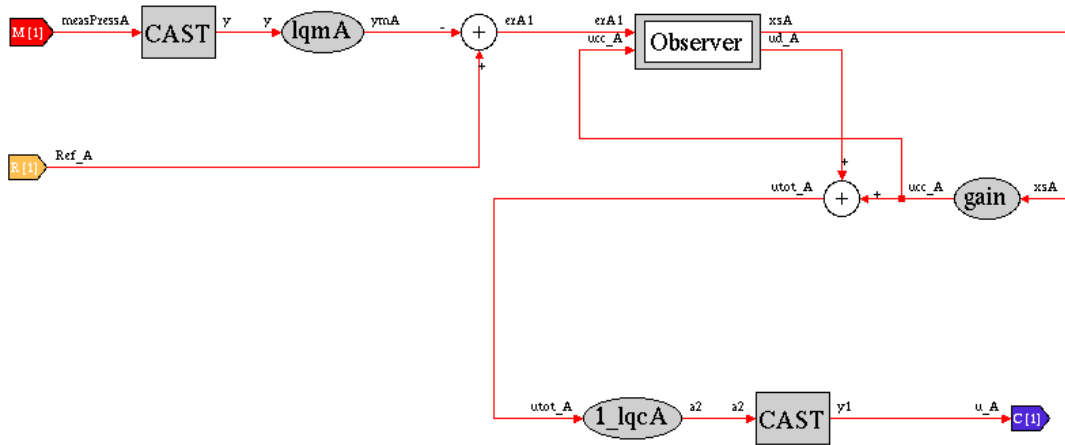 measPressA
M [1]
CAST
y
y
lqmA
ymA
-
+
+
erA1
erA1
ucc_A
Observer
xsA
ud_A
Ref_A
R [1]
+
utot_A
+
+
ucc_A
gain
xsA
utot_A
1_lqcA
a2
a2
CAST
y1
u_A
C [1]